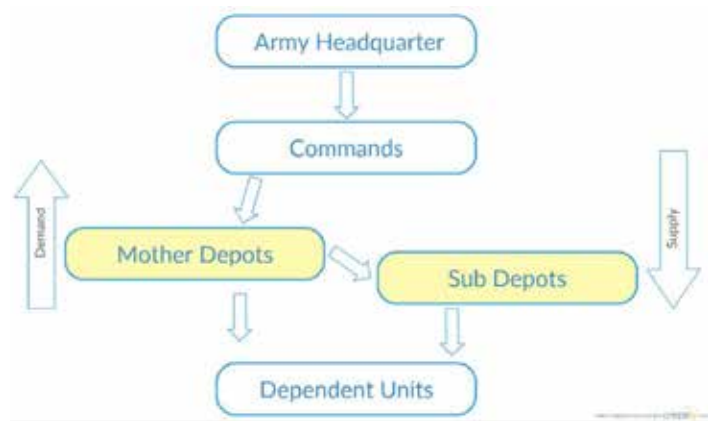 Army Headquarter
Commands
Demand
Supply
Mother Depots
Sub Depots
Dependent Units